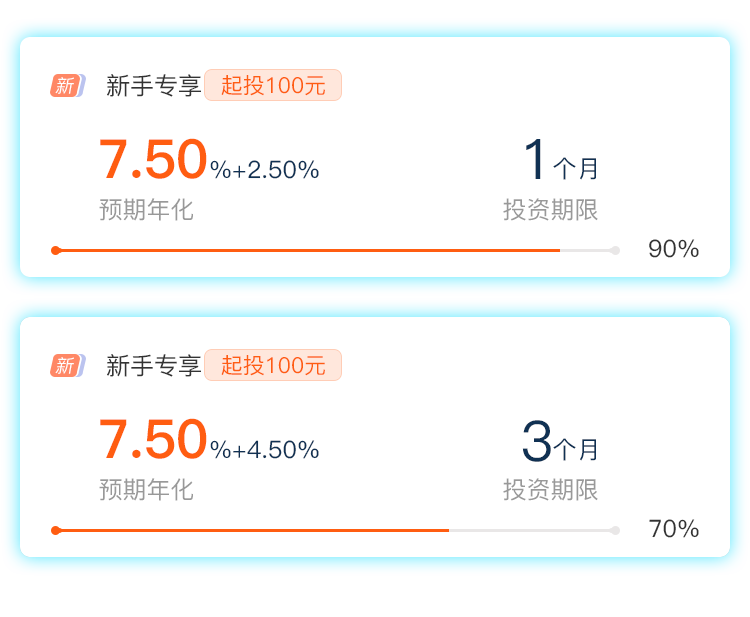 新 新手专享 起投100元
7.50%+2.50% 1个月
预期年化 投资期限
90%
新 新手专享 起投100元
7.50%+4.50% 3个月
预期年化 投资期限
70%